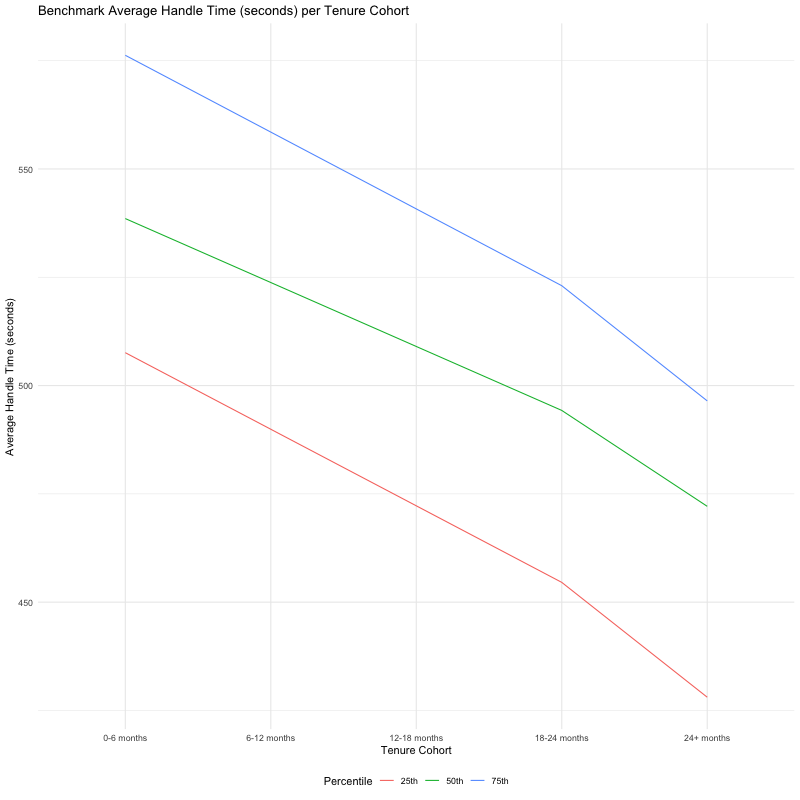 Benchmark Average Handle Time (seconds) per Tenure Cohort
Average Handle Time (seconds)
550
500
450
0-6 months
6-12 months
12-18 months
18-24 months
24+ months
Tenure Cohort
Percentile 25th 50th 75th